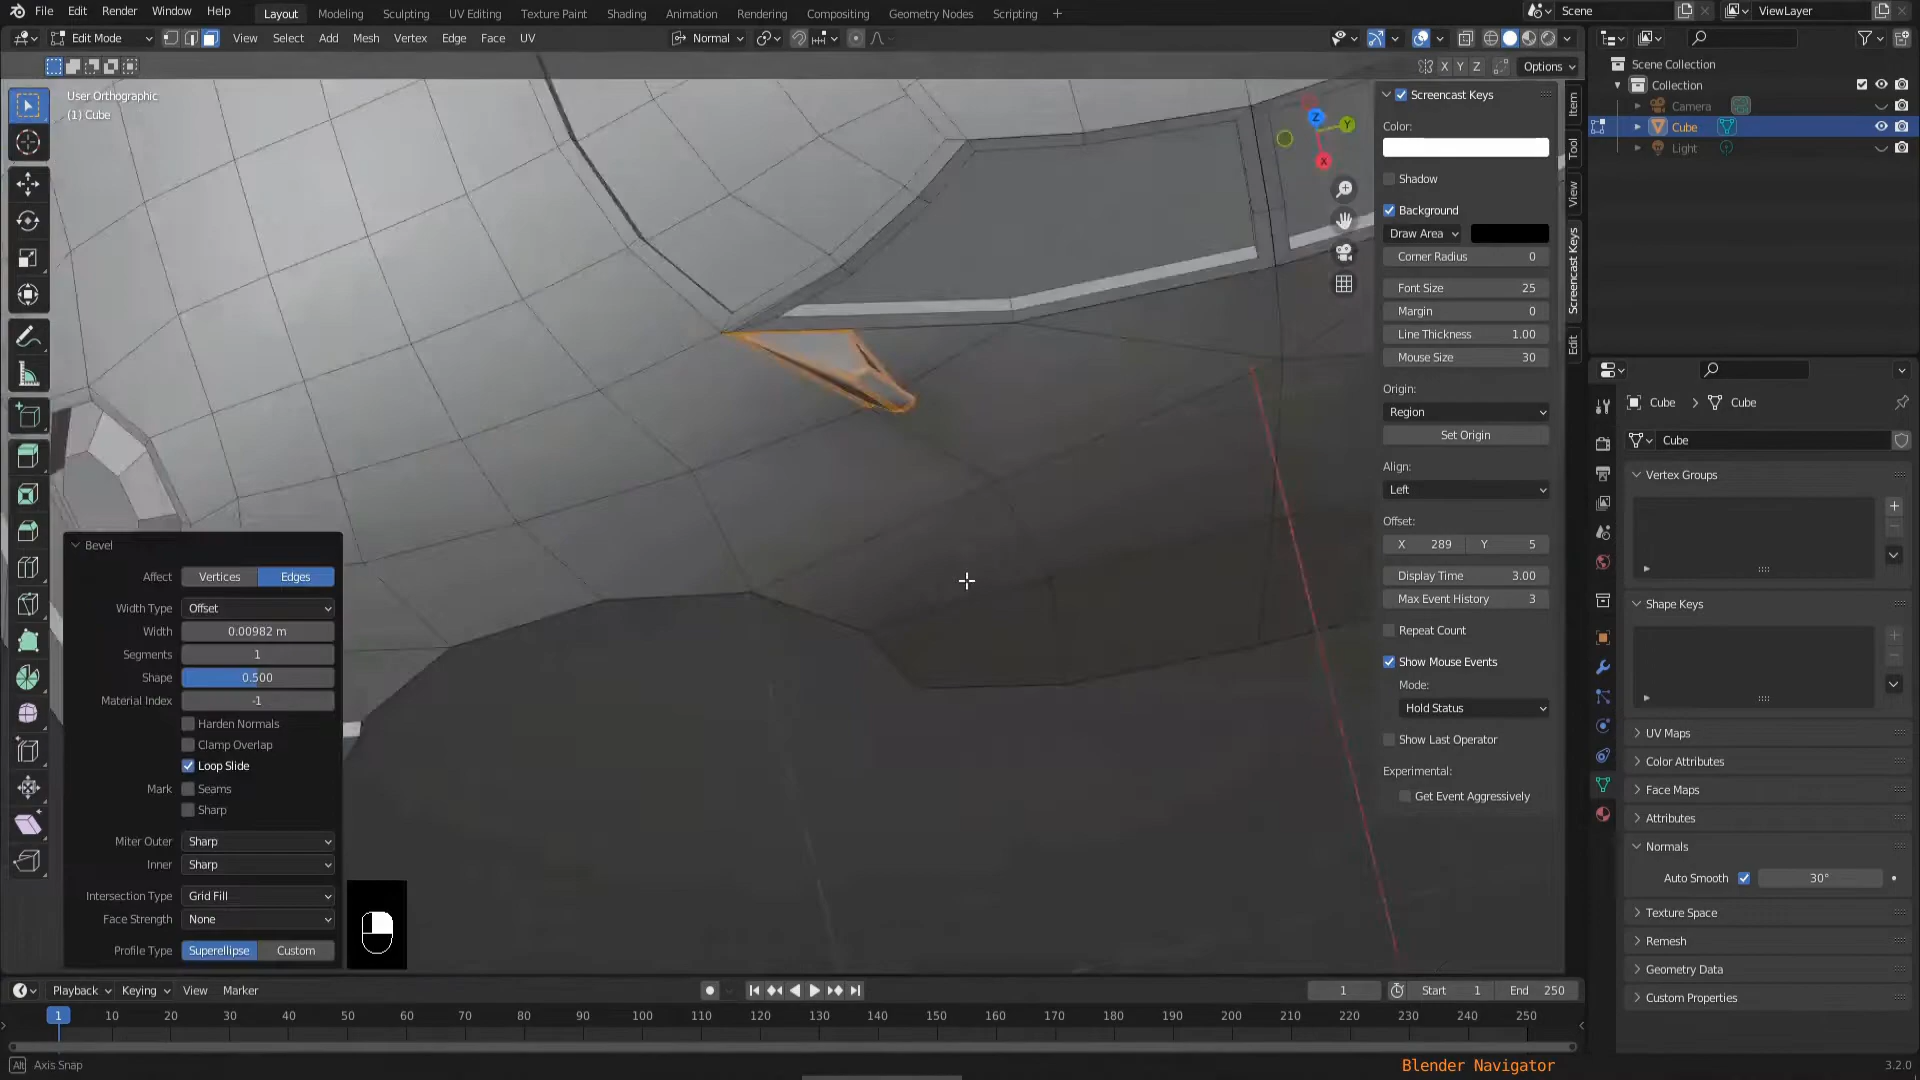 File Edit Render Window Help Layout Modeling Sculpting UV Editing Texture Paint Shading Animation Rendering Compositing Geometry Nodes Scripting + Scene ViewLayer
Edit Mode View Select Add Mesh Vertex Edge Face UV Normal
X Y Z Options
User Orthographic
(1) Cube
Z
Y
X
Screencast Keys
Color:
Shadow
Background
Draw Area
Corner Radius 0
Font Size 25
Margin 0
Line Thickness 1.00
Mouse Size 30
Origin:
Region
Set Origin
Align:
Left
Offset:
X 289 Y 5
Display Time 3.00
Max Event History 3
Repeat Count
Show Mouse Events
Mode:
Hold Status
Show Last Operator
Experimental:
Get Event Aggressively
Item
Tool
View
Screencast Keys
Edit
Scene Collection
Collection
Camera
Cube
Light
Cube > Cube
Cube
Vertex Groups
Shape Keys
UV Maps
Color Attributes
Face Maps
Attributes
Normals
Auto Smooth 30°
Texture Space
Remesh
Geometry Data
Custom Properties
Bevel
Affect Vertices Edges
Width Type Offset
Width 0.00982 m
Segments 1
Shape 0.500
Material Index -1
Harden Normals
Clamp Overlap
Loop Slide
Mark Seams
Sharp
Miter Outer Sharp
Inner Sharp
Intersection Type Grid Fill
Face Strength None
Profile Type Superellipse Custom
Playback Keying View Marker 1 Start 1 End 250
1 10 20 30 40 50 60 70 80 90 100 110 120 130 140 150 160 170 180 190 200 210 220 230 240 250
Alt Axis Snap
Blender Navigator
3.2.0